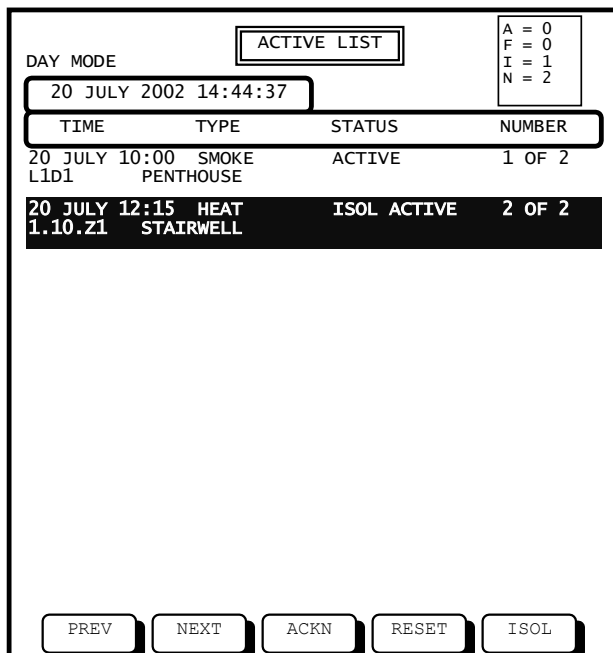 ACTIVE LIST
A = 0
F = 0
I = 1
N = 2
DAY MODE
20 JULY 2002 14:44:37
TIME TYPE STATUS NUMBER
20 JULY 10:00 SMOKE ACTIVE 1 OF 2
L1D1 PENTHOUSE
20 JULY 12:15 HEAT ISOL ACTIVE 2 OF 2
1.10.Z1 STAIRWELL
PREV NEXT ACKN RESET ISOL